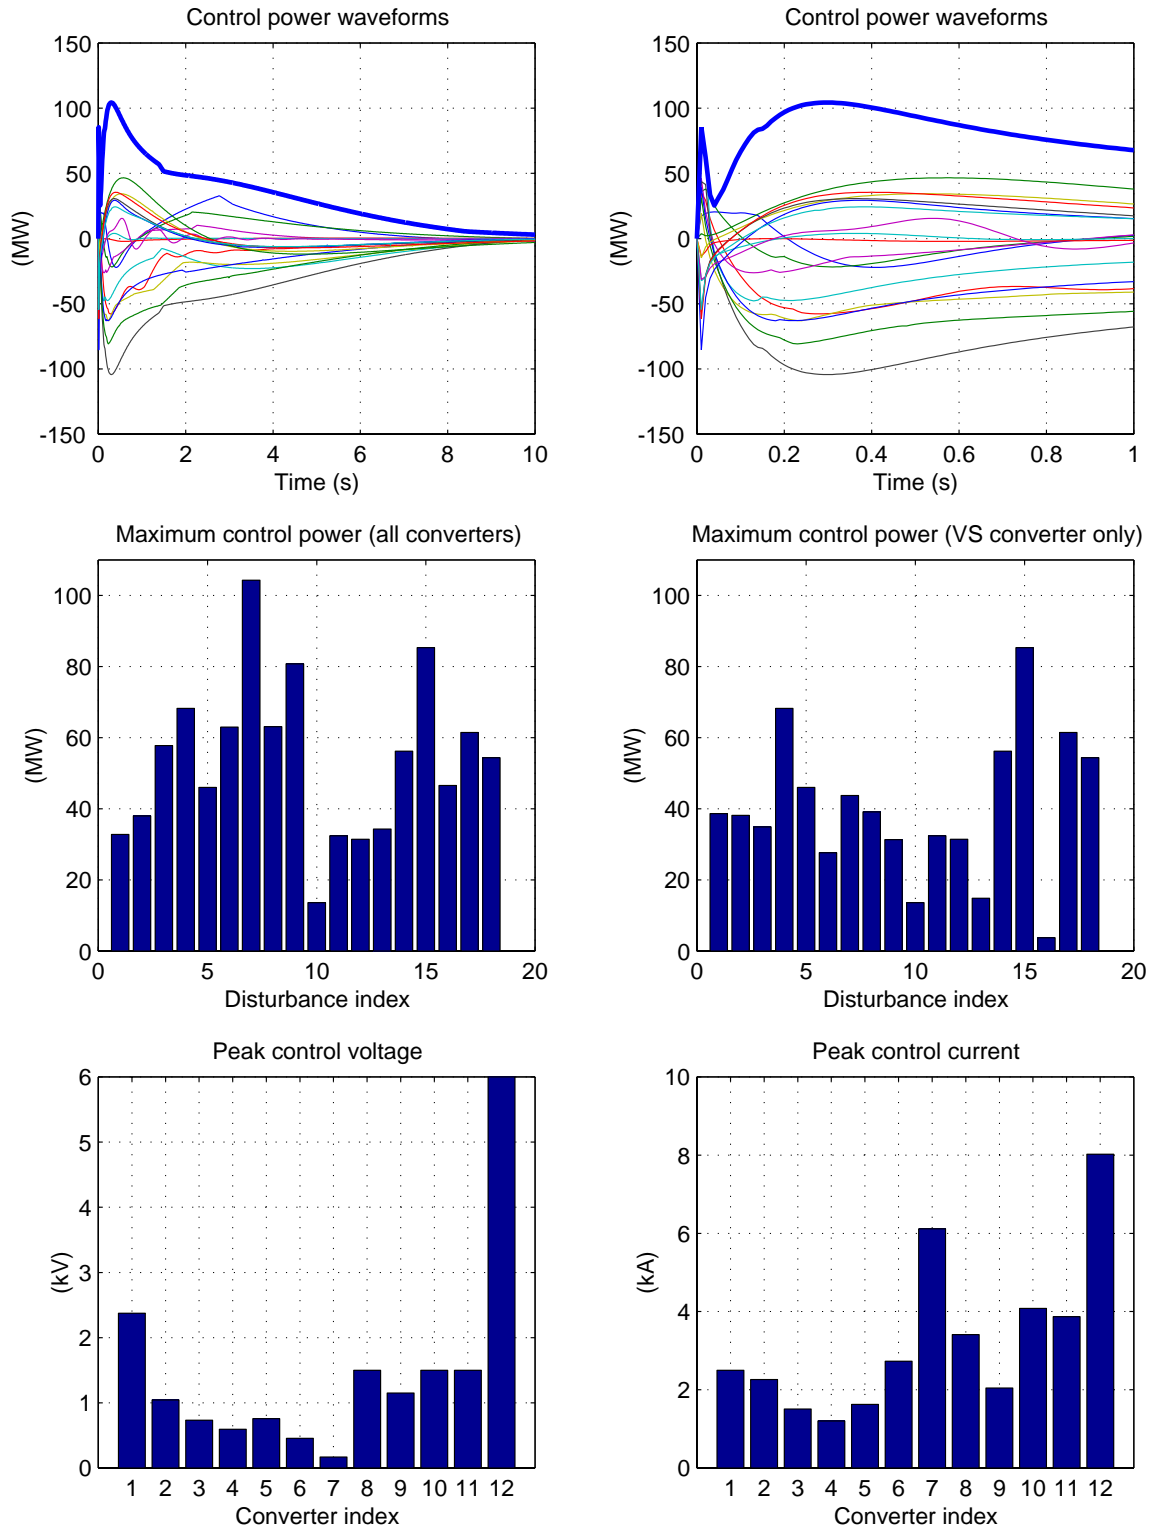 Control power waveforms
150
100
50
0
-50
-100
-150
(MW)
0 2 4 6 8 10
Time (s)
Control power waveforms
150
100
50
0
-50
-100
-150
(MW)
0 0.2 0.4 0.6 0.8 1
Time (s)
Maximum control power (all converters)
100
80
60
40
20
0
(MW)
0 5 10 15 20
Disturbance index
Maximum control power (VS converter only)
100
80
60
40
20
0
(MW)
0 5 10 15 20
Disturbance index
Peak control voltage
6
5
4
3
2
1
0
(kV)
1 2 3 4 5 6 7 8 9 10 11 12
Converter index
Peak control current
10
8
6
4
2
0
(kA)
1 2 3 4 5 6 7 8 9 10 11 12
Converter index